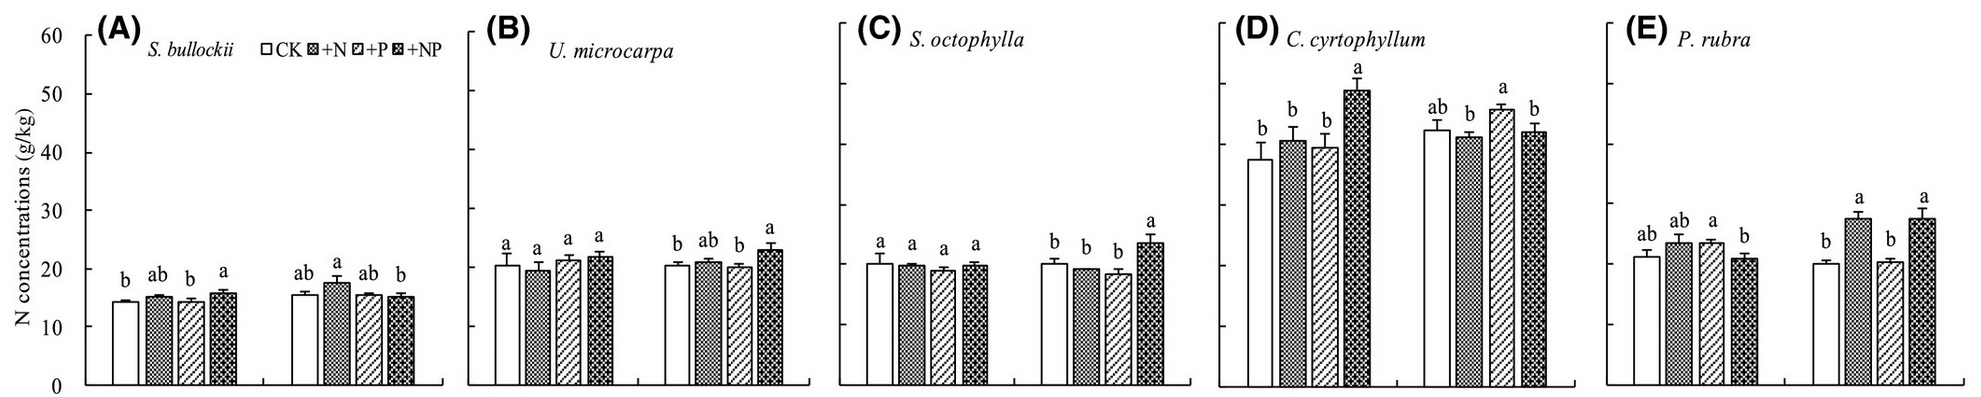 (A) S. bullockii CK +N +P +NP
(B) U. microcarpa
(C) S. octophylla
(D) C. cyrtophyllum
(E) P. rubra
N concentrations (g/kg)
60
50
40
30
20
10
0
b ab b a ab a ab b
a a a a b ab b a
a a a a b b b a
b b b a ab b a b
ab ab a b b a b a